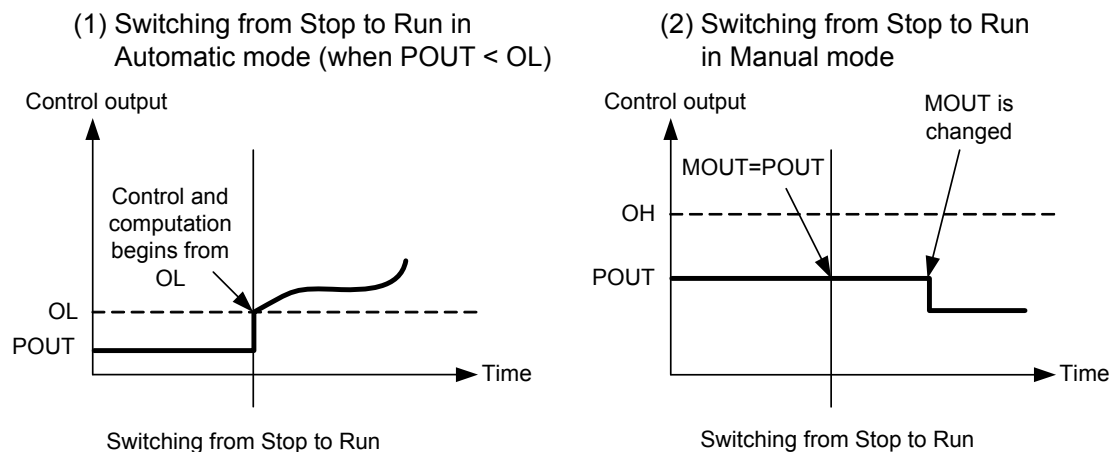 (1) Switching from Stop to Run in
Automatic mode (when POUT < OL)
Control output
Control and
computation
begins from
OL
OL
POUT
Time
Switching from Stop to Run
(2) Switching from Stop to Run
in Manual mode
Control output
MOUT is
changed
MOUT=POUT
OH
POUT
Time
Switching from Stop to Run